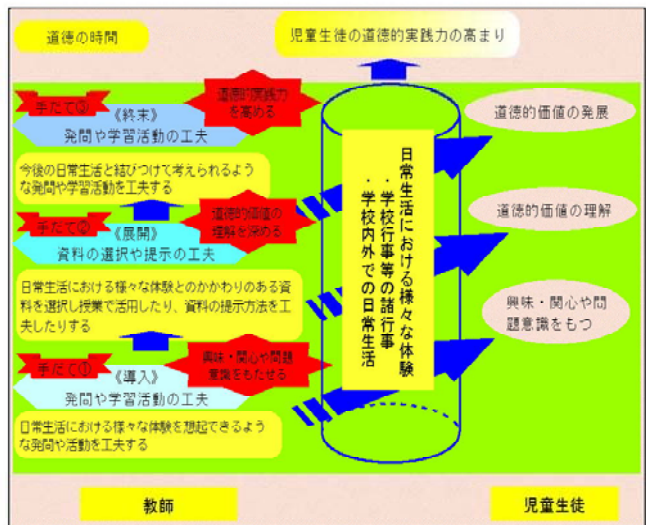 道徳の時間
児童生徒の道徳的実践力の高まり
手だて③
《終末》
発問や学習活動の工夫
道徳的実践力
を高める
今後の日常生活と結びつけて考えられるよう
な発問や学習活動を工夫する
手だて②
《展開》
資料の選択や提示の工夫
道徳的価値の
理解を深める
日常生活における様々な体験とのかかわりのある資
料を選択し授業で活用したり、資料の提示方法を工
夫したりする
手だて①
《導入》
発問や学習活動の工夫
興味・関心や問題
意識をもたせる
日常生活における様々な体験を想起できるよう
な発問や活動を工夫する
日常生活における様々な体験
・学校行事等の諸行事
・学校内外での日常生活
道徳的価値の発展
道徳的価値の理解
興味・関心や問
題意識をもつ
教師
児童生徒